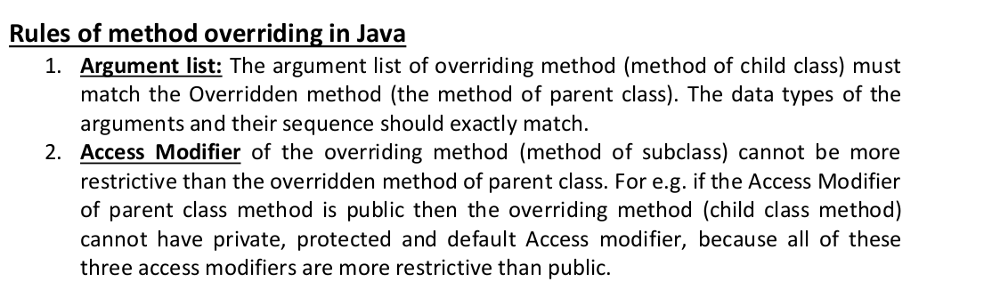 Rules of method overriding in Java
1. Argument list: The argument list of overriding method (method of child class) must
match the Overridden method (the method of parent class). The data types of the
arguments and their sequence should exactly match.
2. Access Modifier of the overriding method (method of subclass) cannot be more
restrictive than the overridden method of parent class. For e.g. if the Access Modifier
of parent class method is public then the overriding method (child class method)
cannot have private, protected and default Access modifier, because all of these
three access modifiers are more restrictive than public.